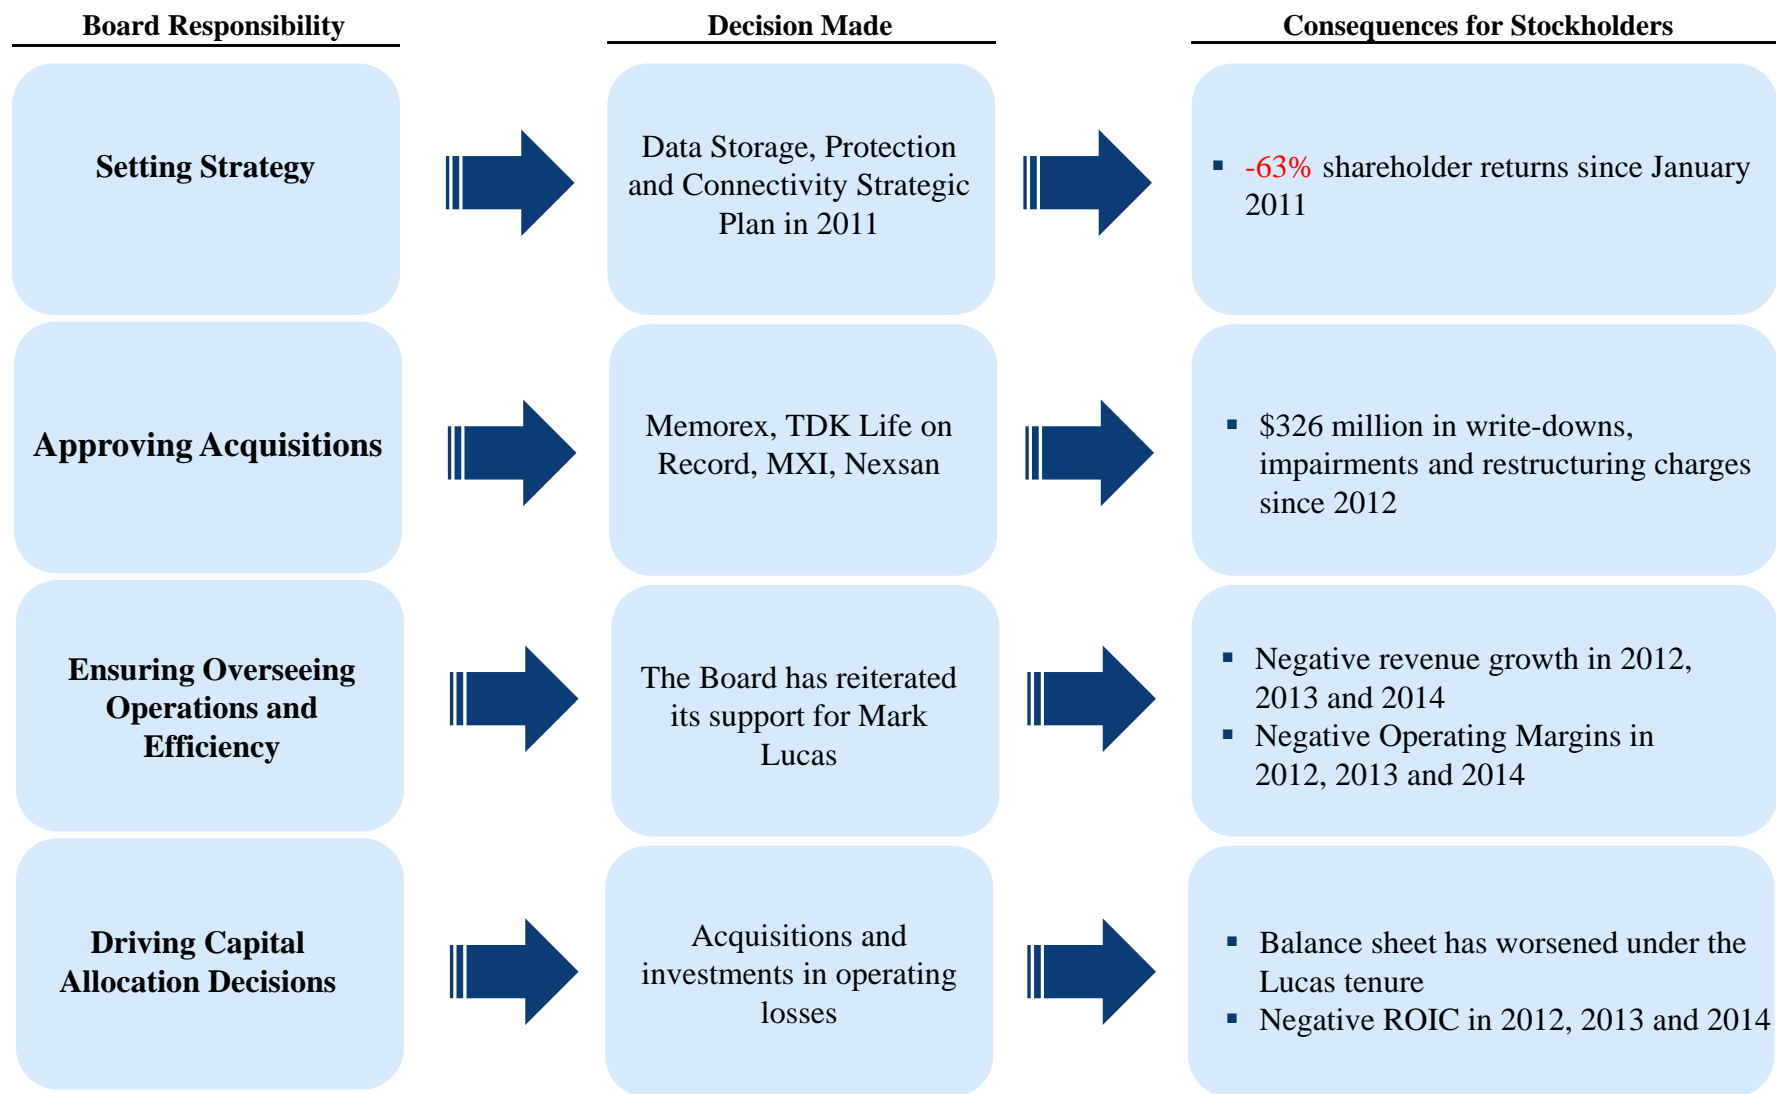 Board Responsibility
Decision Made
Consequences for Stockholders
Setting Strategy
Data Storage, Protection
and Connectivity Strategic
Plan in 2011
▪ -63% shareholder returns since January
2011
Approving Acquisitions
Memorex, TDK Life on
Record, MXI, Nexsan
▪ $326 million in write-downs,
impairments and restructuring charges
since 2012
Ensuring Overseeing
Operations and
Efficiency
The Board has reiterated
its support for Mark
Lucas
▪ Negative revenue growth in 2012,
2013 and 2014
▪ Negative Operating Margins in
2012, 2013 and 2014
Driving Capital
Allocation Decisions
Acquisitions and
investments in operating
losses
▪ Balance sheet has worsened under the
Lucas tenure
▪ Negative ROIC in 2012, 2013 and 2014